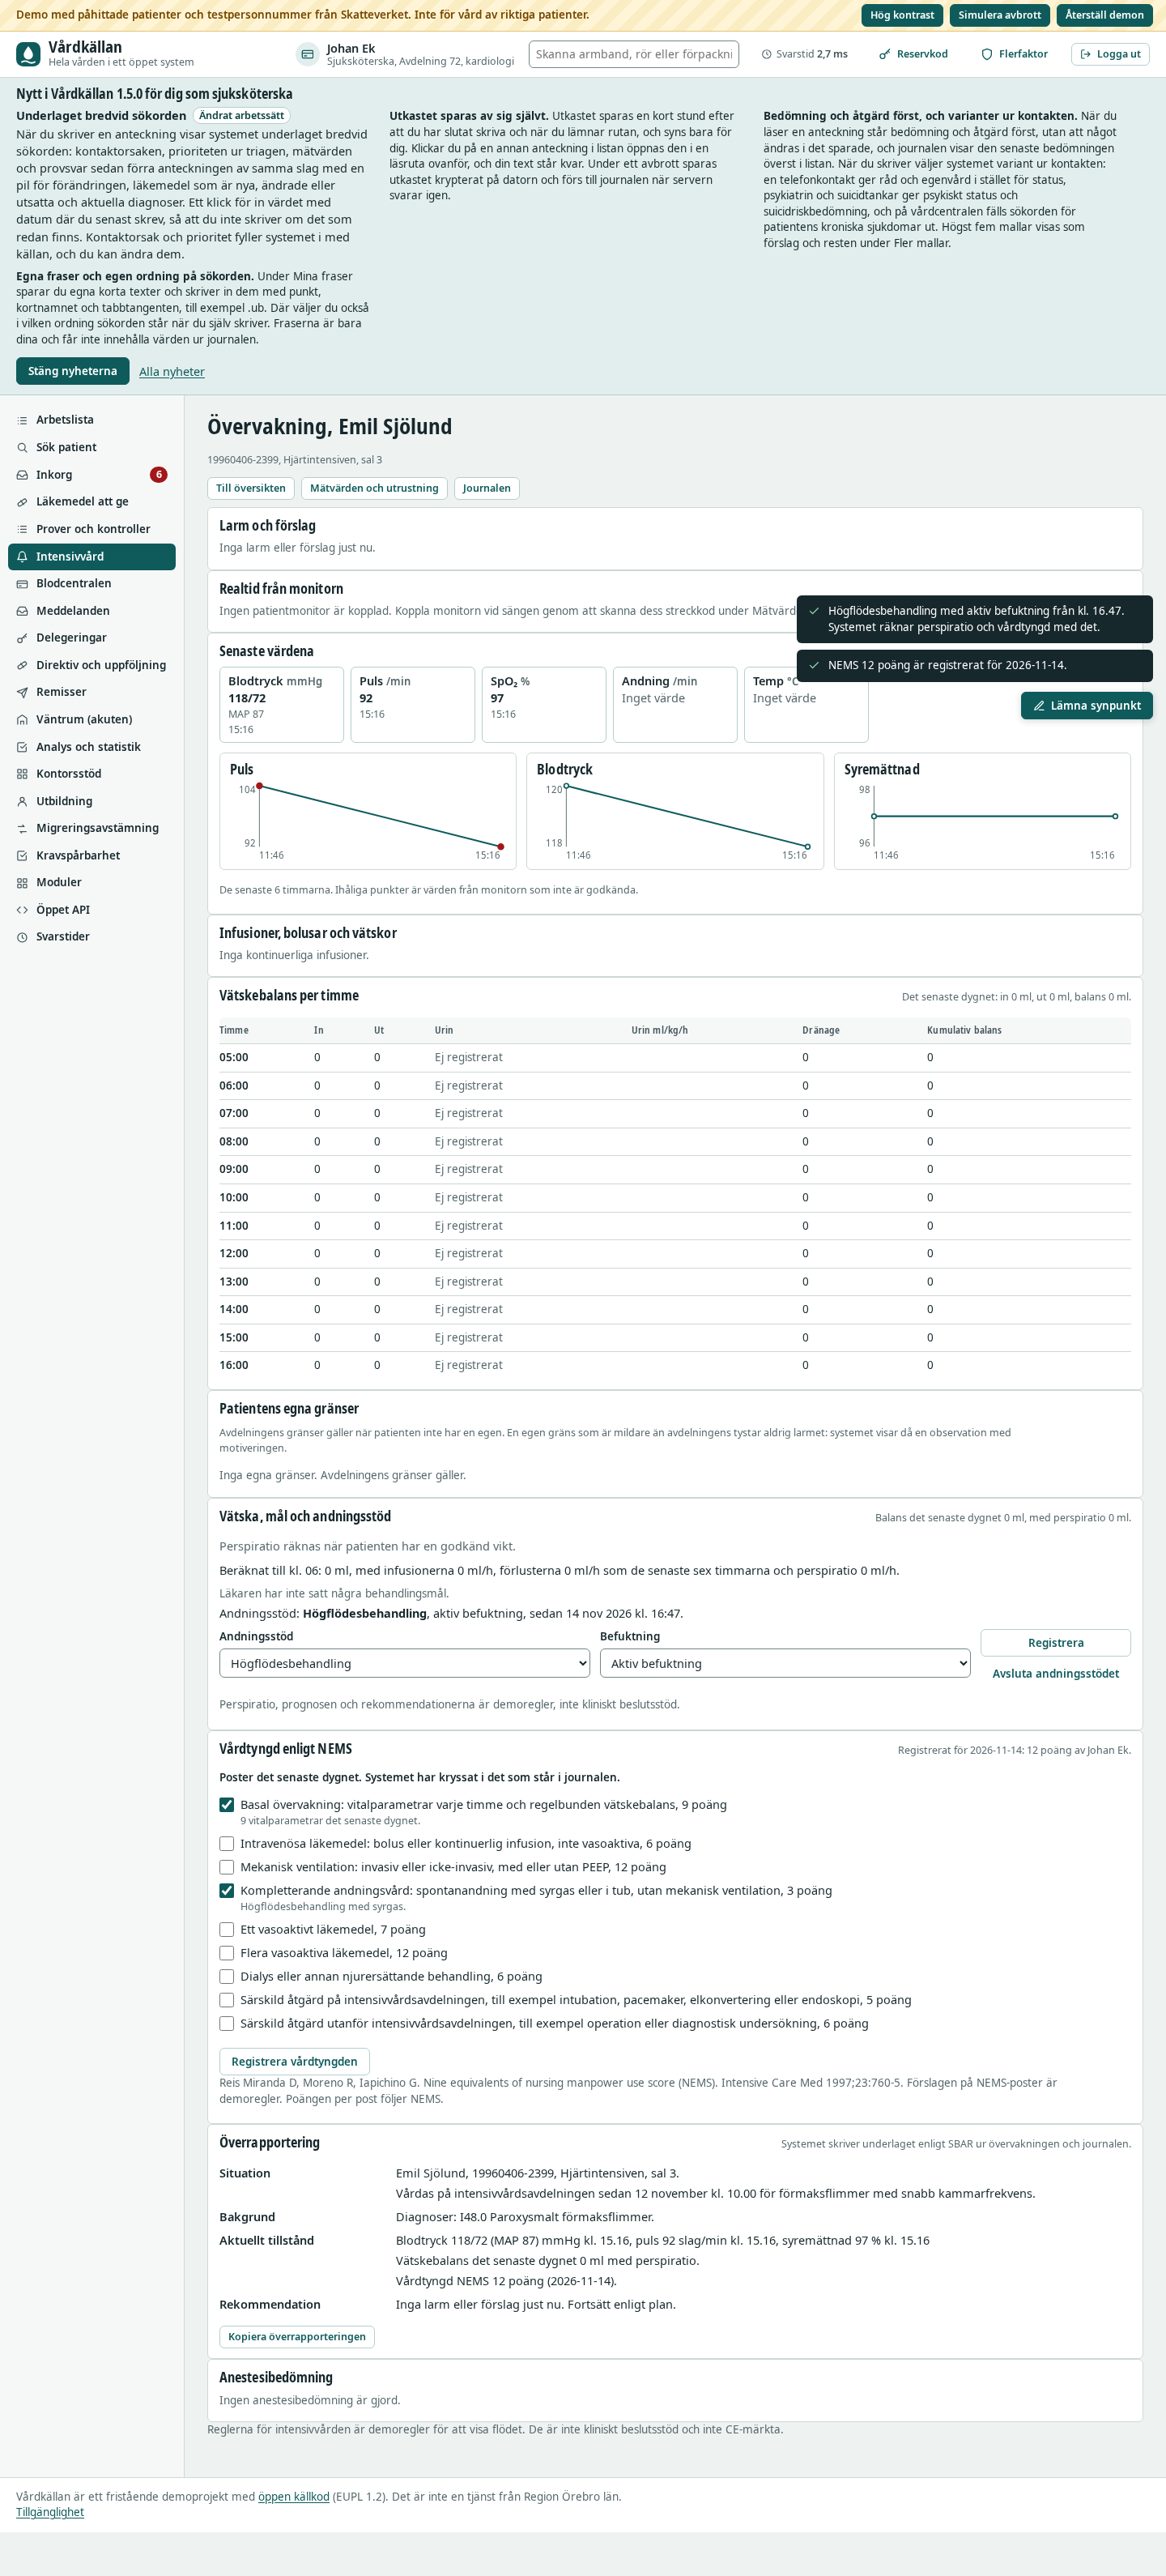 Demo med påhittade patienter och testpersonnummer från Skatteverket. Inte för vård av riktiga patienter.
Hög kontrast
Simulera avbrott
Återställ demon
Vårdkällan
Hela vården i ett öppet system
Johan Ek
Sjuksköterska, Avdelning 72, kardiologi
Skanna armband, rör eller förpackni
Svarstid 2,7 ms
Reservkod
Flerfaktor
Logga ut
Nytt i Vårdkällan 1.5.0 för dig som sjuksköterska
Underlaget bredvid sökorden Ändrat arbetssätt
När du skriver en anteckning visar systemet underlaget bredvid
sökorden: kontaktorsaken, prioriteten ur triagen, mätvärden
och provsvar sedan förra anteckningen av samma slag med en
pil för förändringen, läkemedel som är nya, ändrade eller
utsatta och aktuella diagnoser. Ett klick för in värdet med
datum där du senast skrev, så att du inte skriver om det som
redan finns. Kontaktorsak och prioritet fyller systemet i med
källan, och du kan ändra dem.
Egna fraser och egen ordning på sökorden. Under Mina fraser
sparar du egna korta texter och skriver in dem med punkt,
kortnamnet och tabbtangenten, till exempel .ub. Där väljer du också
i vilken ordning sökorden står när du själv skriver. Fraserna är bara
dina och får inte innehålla värden ur journalen.
Utkastet sparas av sig självt. Utkastet sparas en kort stund efter
att du har slutat skriva och när du lämnar rutan, och syns bara för
dig. Klickar du på en annan anteckning i listan öppnas den i en
läsruta ovanför, och din text står kvar. Under ett avbrott sparas
utkastet krypterat på datorn och förs till journalen när servern
svarar igen.
Bedömning och åtgärd först, och varianter ur kontakten. När du
läser en anteckning står bedömning och åtgärd först, utan att något
ändras i det sparade, och journalen visar den senaste bedömningen
överst i listan. När du skriver väljer systemet variant ur kontakten:
en telefonkontakt ger råd och egenvård i stället för status,
psykiatrin och suicidtankar ger psykiskt status och
suicidriskbedömning, och på vårdcentralen fälls sökorden för
patientens kroniska sjukdomar ut. Högst fem mallar visas som
förslag och resten under Fler mallar.
Stäng nyheterna
Alla nyheter
Arbetslista
Sök patient
Inkorg 6
Läkemedel att ge
Prover och kontroller
Intensivvård
Blodcentralen
Meddelanden
Delegeringar
Direktiv och uppföljning
Remisser
Väntrum (akuten)
Analys och statistik
Kontorsstöd
Utbildning
Migreringsavstämning
Kravspårbarhet
Moduler
Öppet API
Svarstider
Övervakning, Emil Sjölund
19960406-2399, Hjärtintensiven, sal 3
Till översikten
Mätvärden och utrustning
Journalen
Larm och förslag
Inga larm eller förslag just nu.
Realtid från monitorn
Ingen patientmonitor är kopplad. Koppla monitorn vid sängen genom att skanna dess streckkod under Mätvärd
Högflödesbehandling med aktiv befuktning från kl. 16.47.
Systemet räknar perspiratio och vårdtyngd med det.
NEMS 12 poäng är registrerat för 2026-11-14.
Lämna synpunkt
Senaste värdena
Blodtryck mmHg
118/72
MAP 87
15:16
Puls /min
92
15:16
SpO₂ %
97
15:16
Andning /min
Inget värde
Temp °C
Inget värde
Puls
104
92
11:46 15:16
Blodtryck
120
118
11:46 15:16
Syremättnad
98
96
11:46 15:16
De senaste 6 timmarna. Ihåliga punkter är värden från monitorn som inte är godkända.
Infusioner, bolusar och vätskor
Inga kontinuerliga infusioner.
Vätskebalans per timme
Det senaste dygnet: in 0 ml, ut 0 ml, balans 0 ml.
Timme In Ut Urin Urin ml/kg/h Dränage Kumulativ balans
05:00 0 0 Ej registrerat 0 0
06:00 0 0 Ej registrerat 0 0
07:00 0 0 Ej registrerat 0 0
08:00 0 0 Ej registrerat 0 0
09:00 0 0 Ej registrerat 0 0
10:00 0 0 Ej registrerat 0 0
11:00 0 0 Ej registrerat 0 0
12:00 0 0 Ej registrerat 0 0
13:00 0 0 Ej registrerat 0 0
14:00 0 0 Ej registrerat 0 0
15:00 0 0 Ej registrerat 0 0
16:00 0 0 Ej registrerat 0 0
Patientens egna gränser
Avdelningens gränser gäller när patienten inte har en egen. En egen gräns som är mildare än avdelningens tystar aldrig larmet: systemet visar då en observation med
motiveringen.
Inga egna gränser. Avdelningens gränser gäller.
Vätska, mål och andningsstöd
Balans det senaste dygnet 0 ml, med perspiratio 0 ml.
Perspiratio räknas när patienten har en godkänd vikt.
Beräknat till kl. 06: 0 ml, med infusionerna 0 ml/h, förlusterna 0 ml/h som de senaste sex timmarna och perspiratio 0 ml/h.
Läkaren har inte satt några behandlingsmål.
Andningsstöd: Högflödesbehandling, aktiv befuktning, sedan 14 nov 2026 kl. 16:47.
Andningsstöd
Högflödesbehandling
Befuktning
Aktiv befuktning
Registrera
Avsluta andningsstödet
Perspiratio, prognosen och rekommendationerna är demoregler, inte kliniskt beslutsstöd.
Vårdtyngd enligt NEMS
Registrerat för 2026-11-14: 12 poäng av Johan Ek.
Poster det senaste dygnet. Systemet har kryssat i det som står i journalen.
Basal övervakning: vitalparametrar varje timme och regelbunden vätskebalans, 9 poäng
9 vitalparametrar det senaste dygnet.
Intravenösa läkemedel: bolus eller kontinuerlig infusion, inte vasoaktiva, 6 poäng
Mekanisk ventilation: invasiv eller icke-invasiv, med eller utan PEEP, 12 poäng
Kompletterande andningsvård: spontanandning med syrgas eller i tub, utan mekanisk ventilation, 3 poäng
Högflödesbehandling med syrgas.
Ett vasoaktivt läkemedel, 7 poäng
Flera vasoaktiva läkemedel, 12 poäng
Dialys eller annan njurersättande behandling, 6 poäng
Särskild åtgärd på intensivvårdsavdelningen, till exempel intubation, pacemaker, elkonvertering eller endoskopi, 5 poäng
Särskild åtgärd utanför intensivvårdsavdelningen, till exempel operation eller diagnostisk undersökning, 6 poäng
Registrera vårdtyngden
Reis Miranda D, Moreno R, Iapichino G. Nine equivalents of nursing manpower use score (NEMS). Intensive Care Med 1997;23:760-5. Förslagen på NEMS-poster är
demoregler. Poängen per post följer NEMS.
Överrapportering
Systemet skriver underlaget enligt SBAR ur övervakningen och journalen.
Situation
Emil Sjölund, 19960406-2399, Hjärtintensiven, sal 3.
Vårdas på intensivvårdsavdelningen sedan 12 november kl. 10.00 för förmaksflimmer med snabb kammarfrekvens.
Bakgrund
Diagnoser: I48.0 Paroxysmalt förmaksflimmer.
Aktuellt tillstånd
Blodtryck 118/72 (MAP 87) mmHg kl. 15.16, puls 92 slag/min kl. 15.16, syremättnad 97 % kl. 15.16
Vätskebalans det senaste dygnet 0 ml med perspiratio.
Vårdtyngd NEMS 12 poäng (2026-11-14).
Rekommendation
Inga larm eller förslag just nu. Fortsätt enligt plan.
Kopiera överrapporteringen
Anestesibedömning
Ingen anestesibedömning är gjord.
Reglerna för intensivvården är demoregler för att visa flödet. De är inte kliniskt beslutsstöd och inte CE-märkta.
Vårdkällan är ett fristående demoprojekt med öppen källkod (EUPL 1.2). Det är inte en tjänst från Region Örebro län.
Tillgänglighet